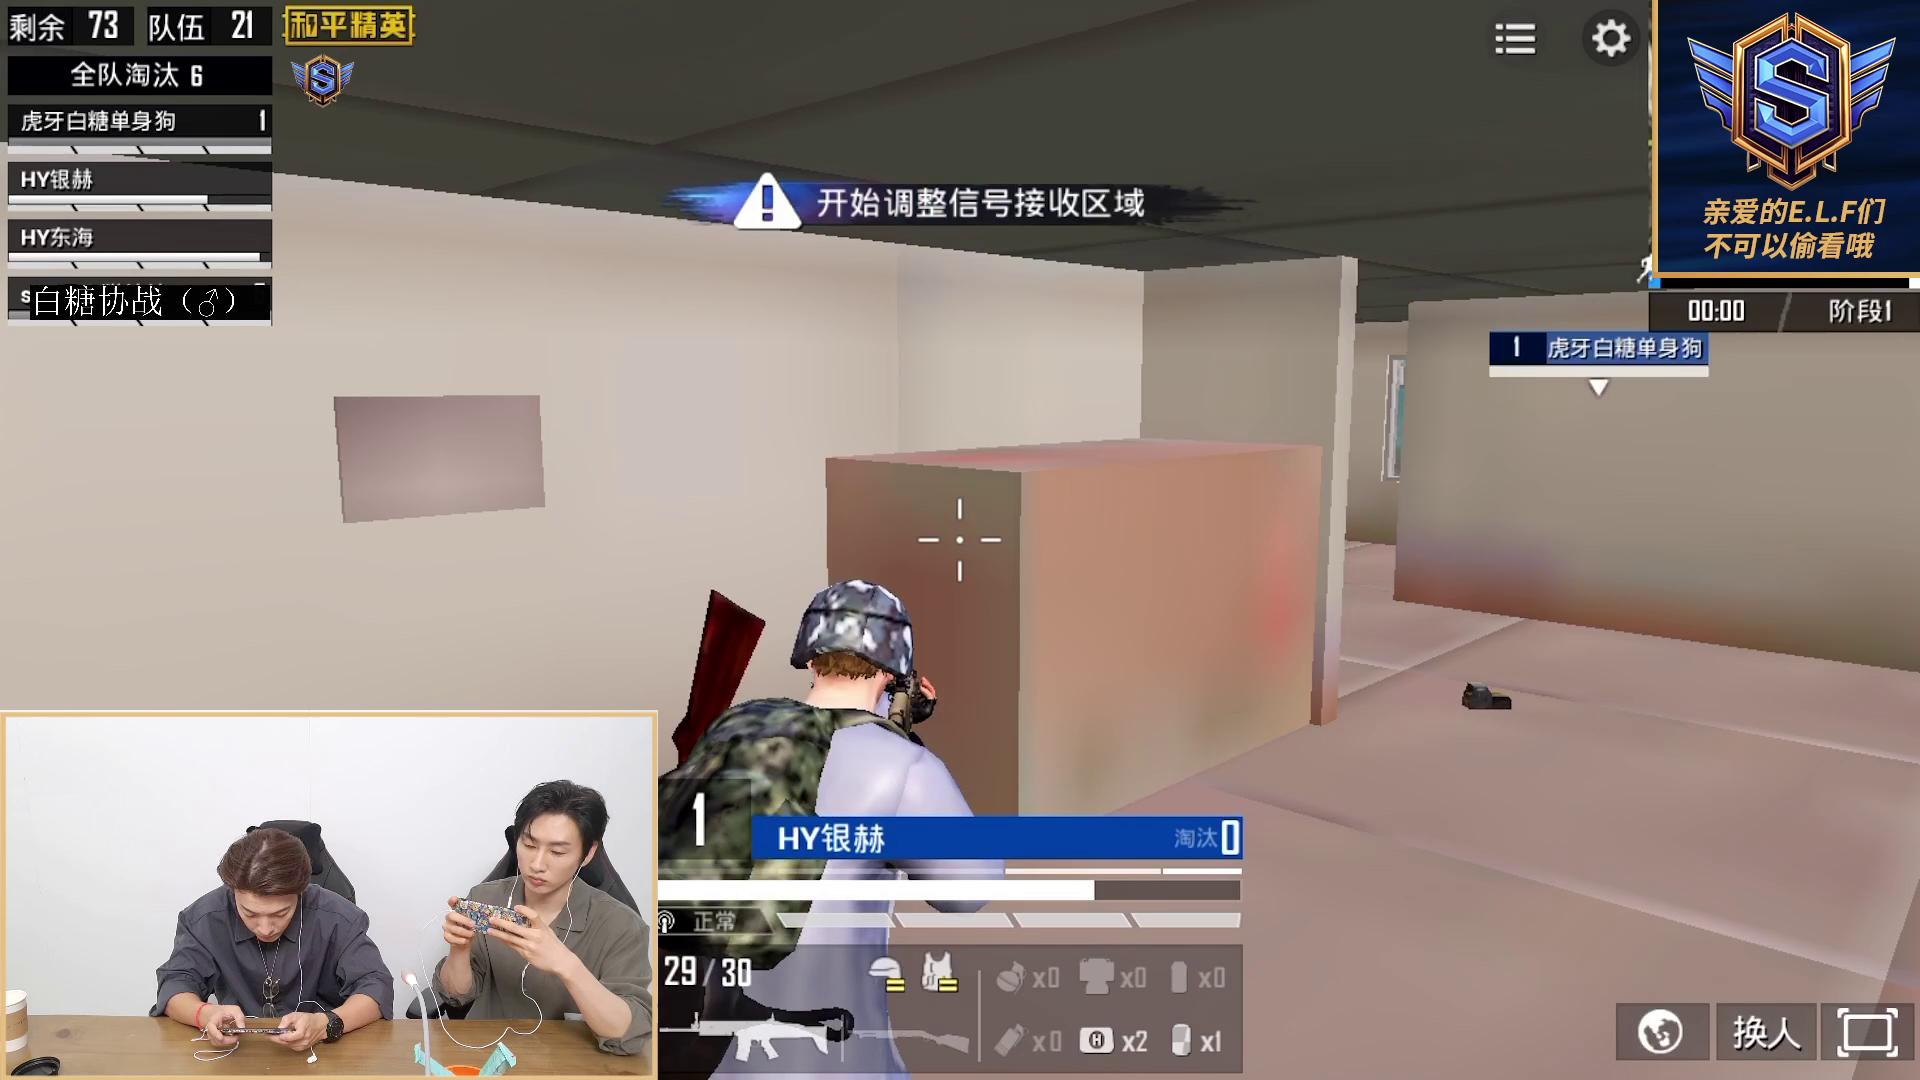 剩余 73 队伍 21 和平精英
全队淘汰 6
虎牙白糖单身狗 1
HY银赫
HY东海
白糖协战（♂）
开始调整信号接收区域
S
亲爱的E.L.F们
不可以偷看哦
00:00 阶段1
1 虎牙白糖单身狗
1 HY银赫 淘汰 0
正常
29/30
x0 x0 x0
x0 x2 x1
换人